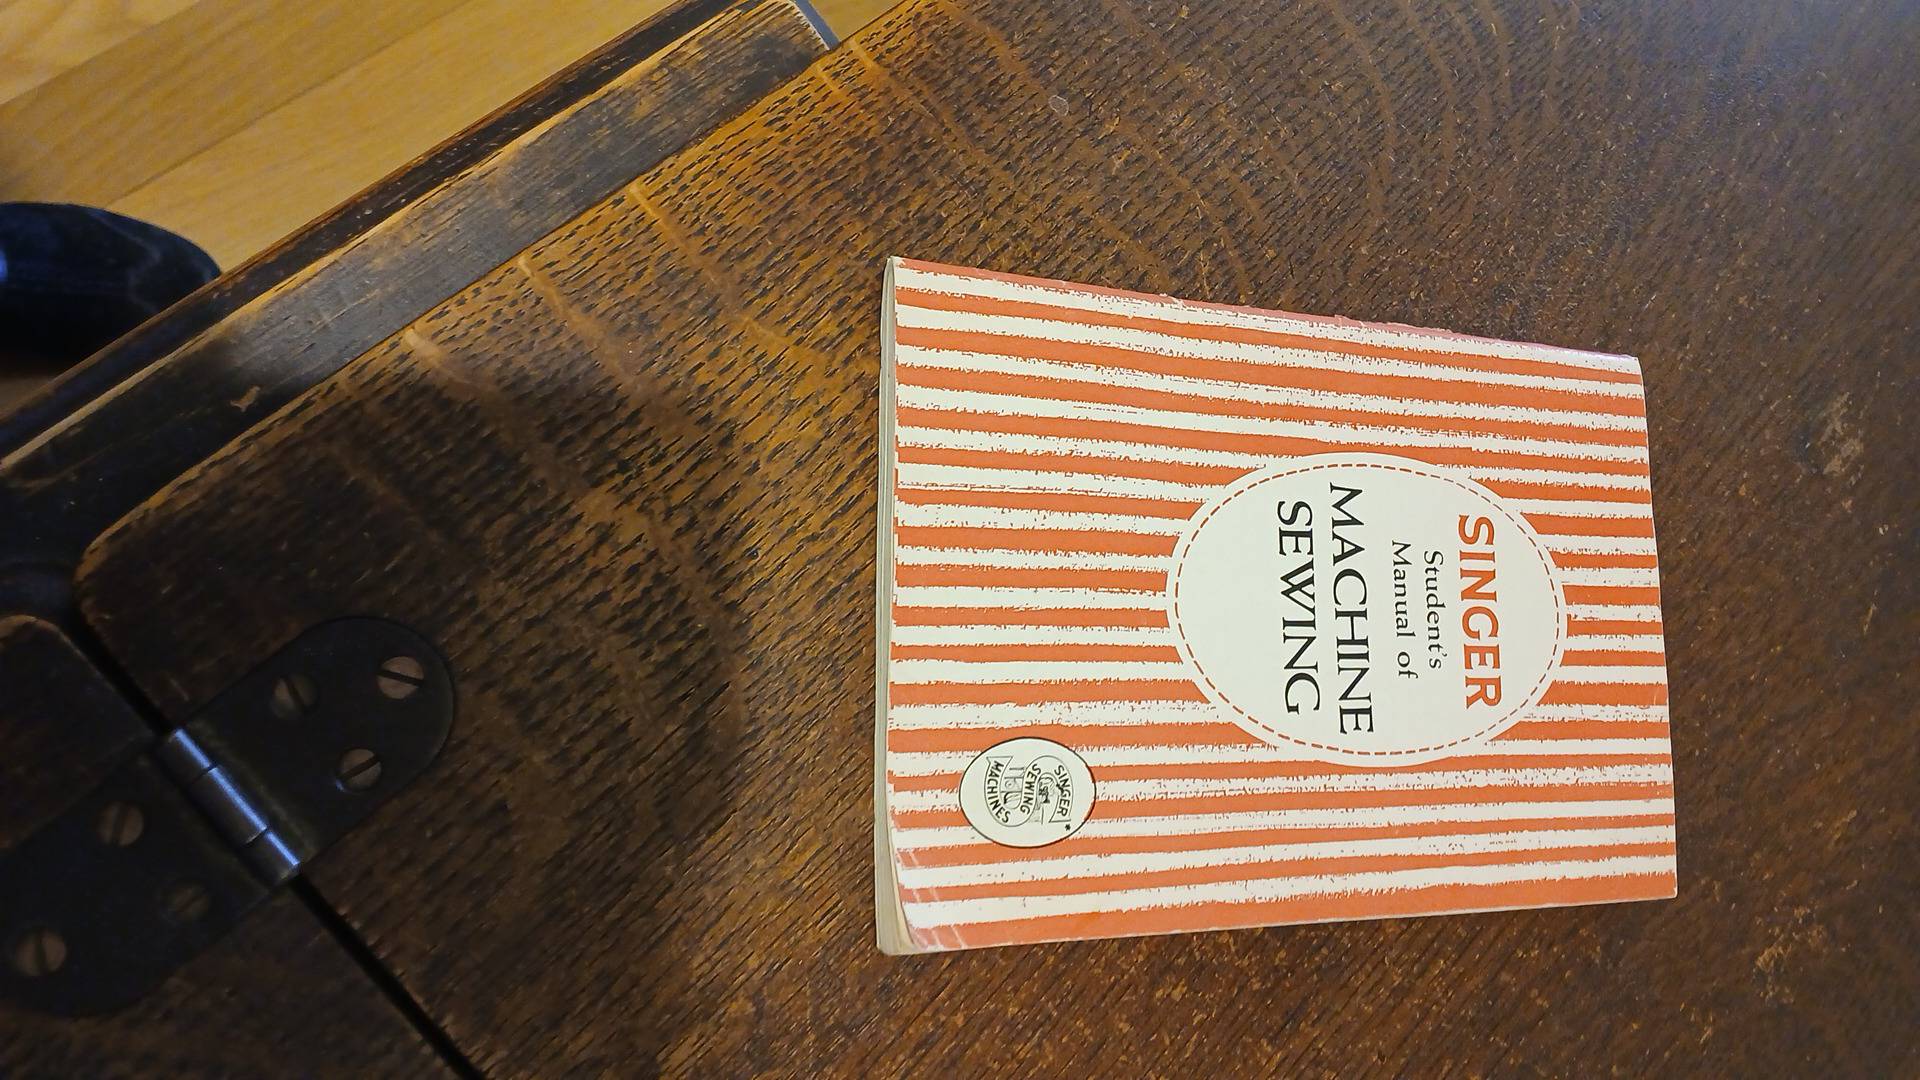 SINGER
Student's
Manual of
MACHINE
SEWING
SINGER
SEWING
MACHINES
*